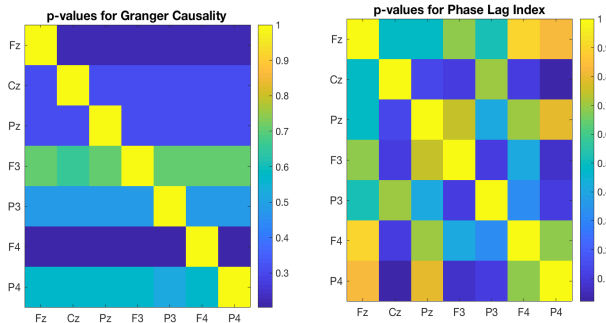 p-values for Granger Causality
Fz
Cz
Pz
F3
P3
F4
P4
Fz Cz Pz F3 P3 F4 P4
1
0.9
0.8
0.7
0.6
0.5
0.4
0.3
p-values for Phase Lag Index
Fz
Cz
Pz
F3
P3
F4
P4
Fz Cz Pz F3 P3 F4 P4
1